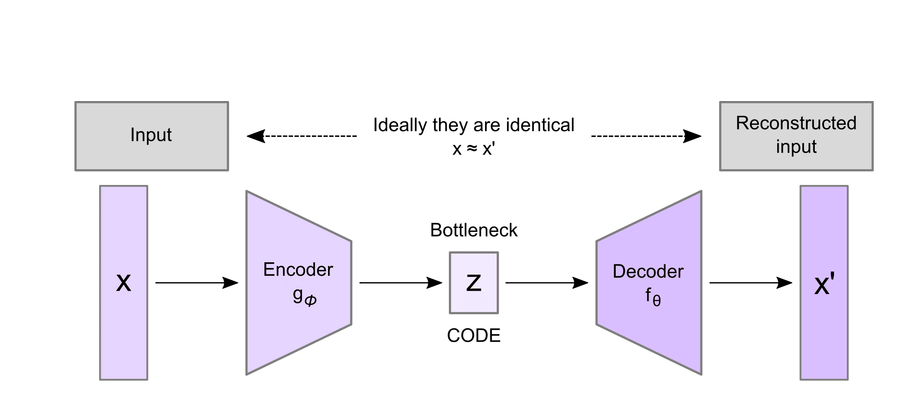 Input
Ideally they are identical
x ≈ x'
Reconstructed
input
x
Encoder
gϕ
Bottleneck
z
CODE
Decoder
fθ
x'